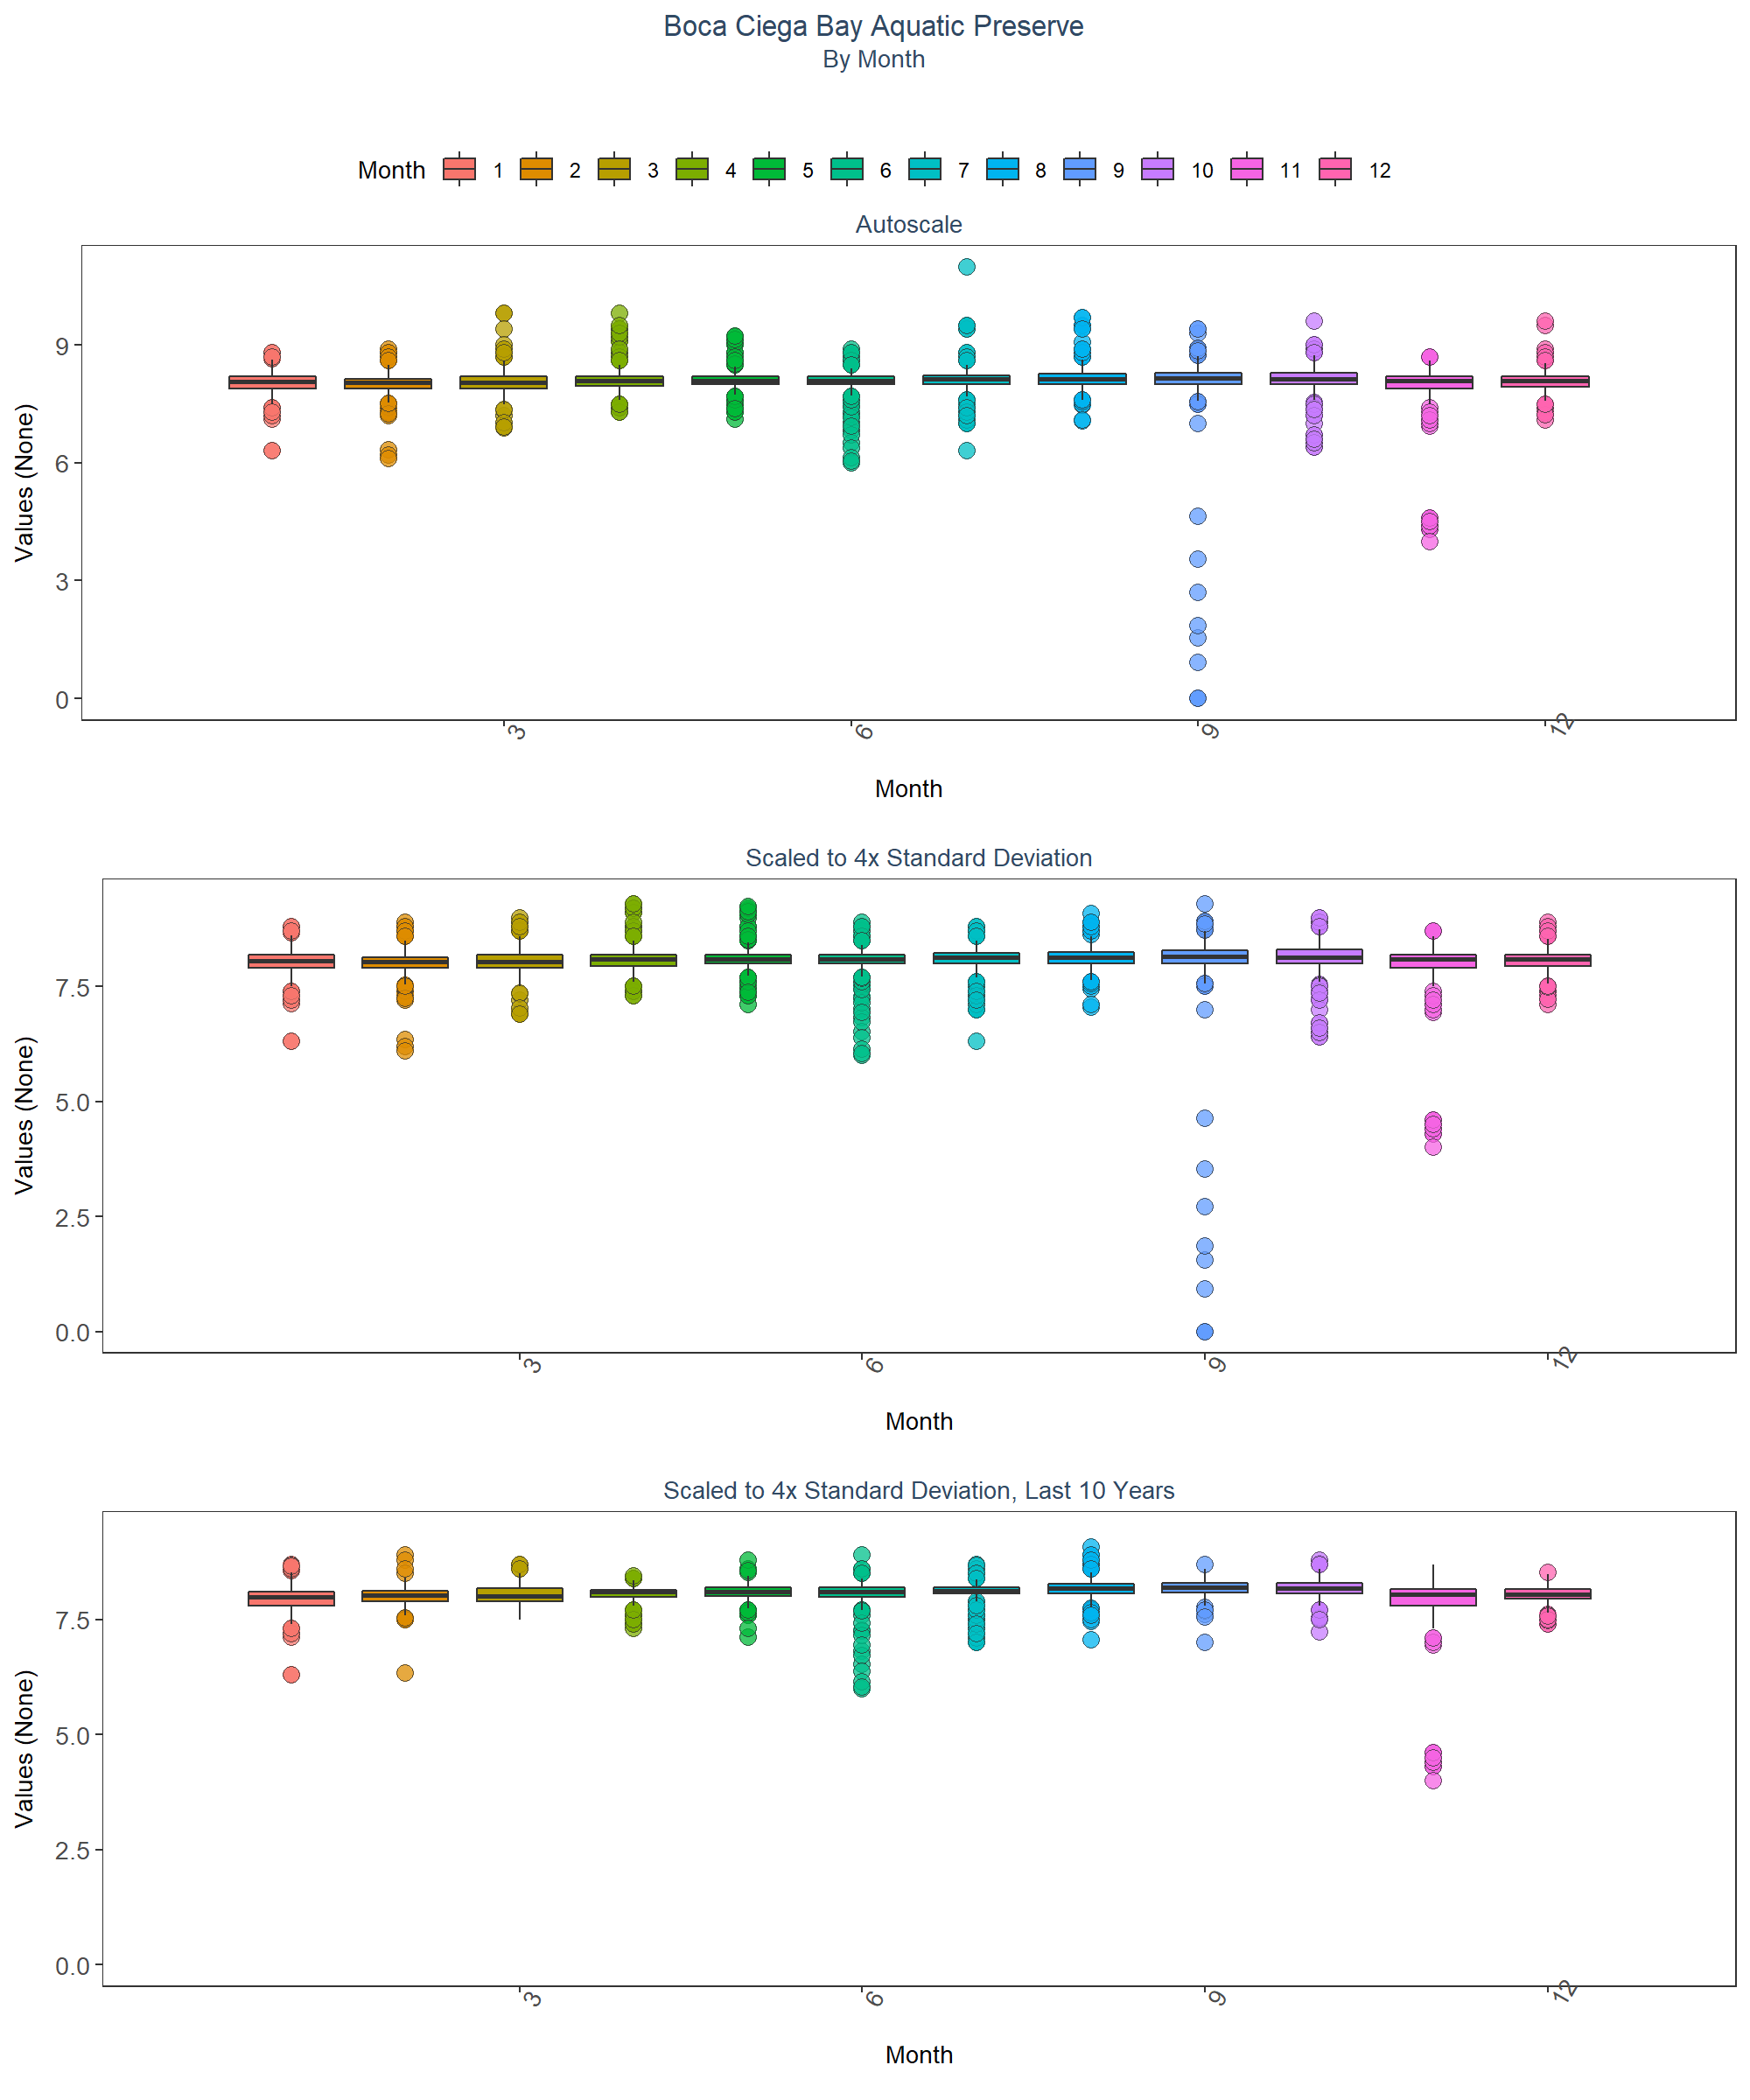 Boca Ciega Bay Aquatic Preserve
By Month
Month 1 2 3 4 5 6 7 8 9 10 11 12
Autoscale
Values (None)
9
6
3
0
3 6 9 12
Month
Scaled to 4x Standard Deviation
Values (None)
7.5
5.0
2.5
0.0
3 6 9 12
Month
Scaled to 4x Standard Deviation, Last 10 Years
Values (None)
7.5
5.0
2.5
0.0
3 6 9 12
Month